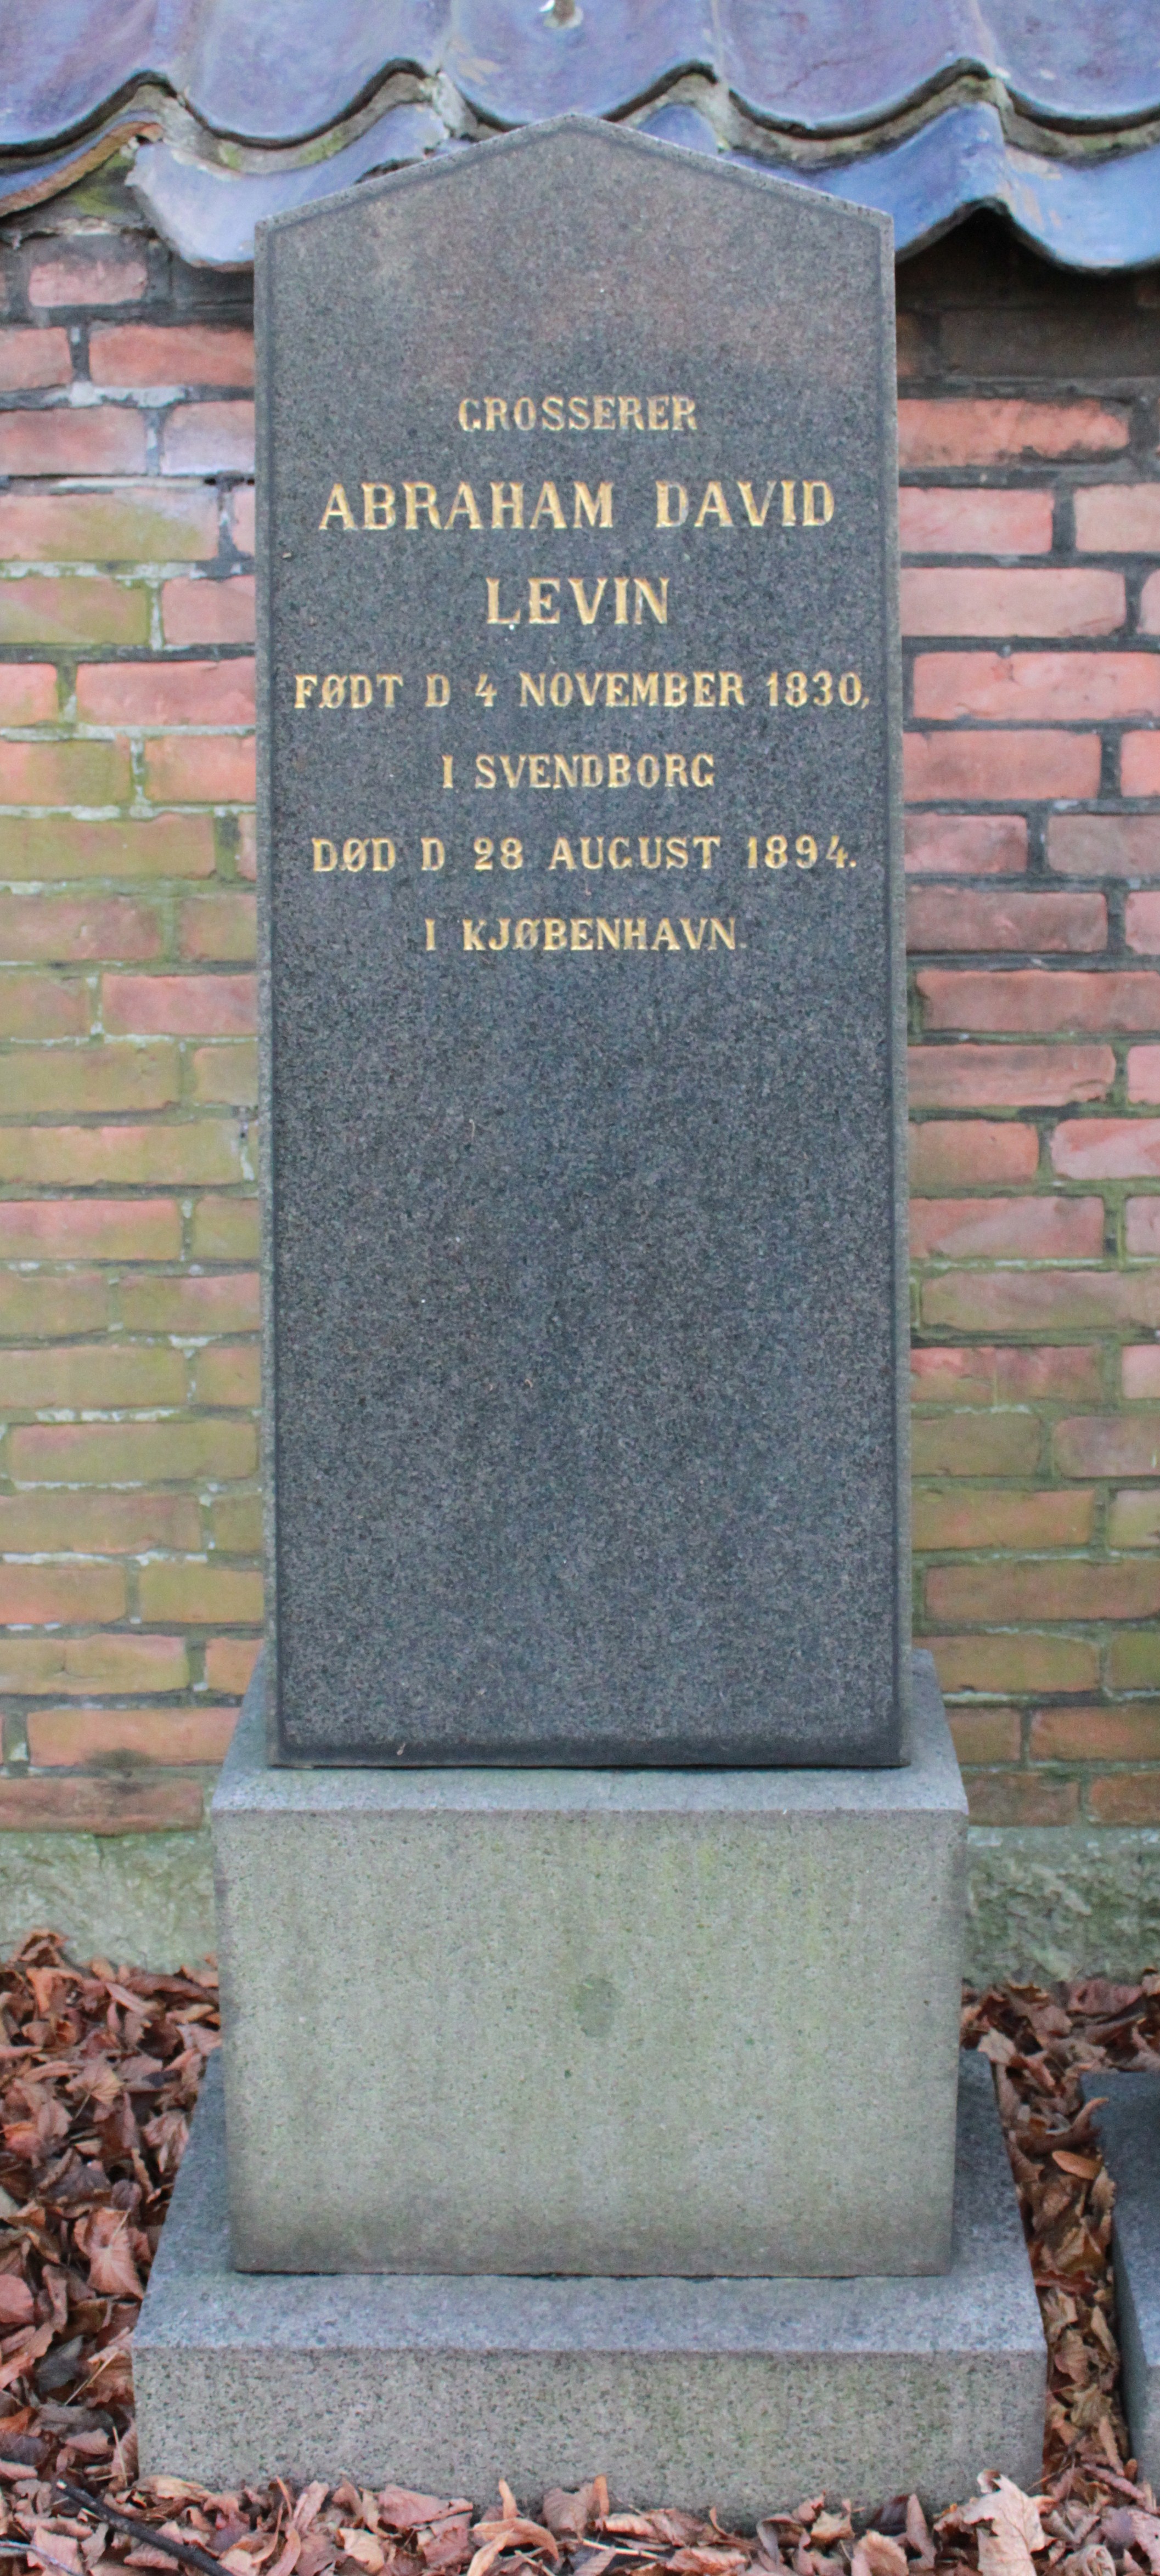 GROSSERER
ABRAHAM DAVID
LEVIN
FØDT D 4 NOVEMBER 1830,
I SVENDBORG
DØD D 28 AUGUST 1894.
I KJØBENHAVN.